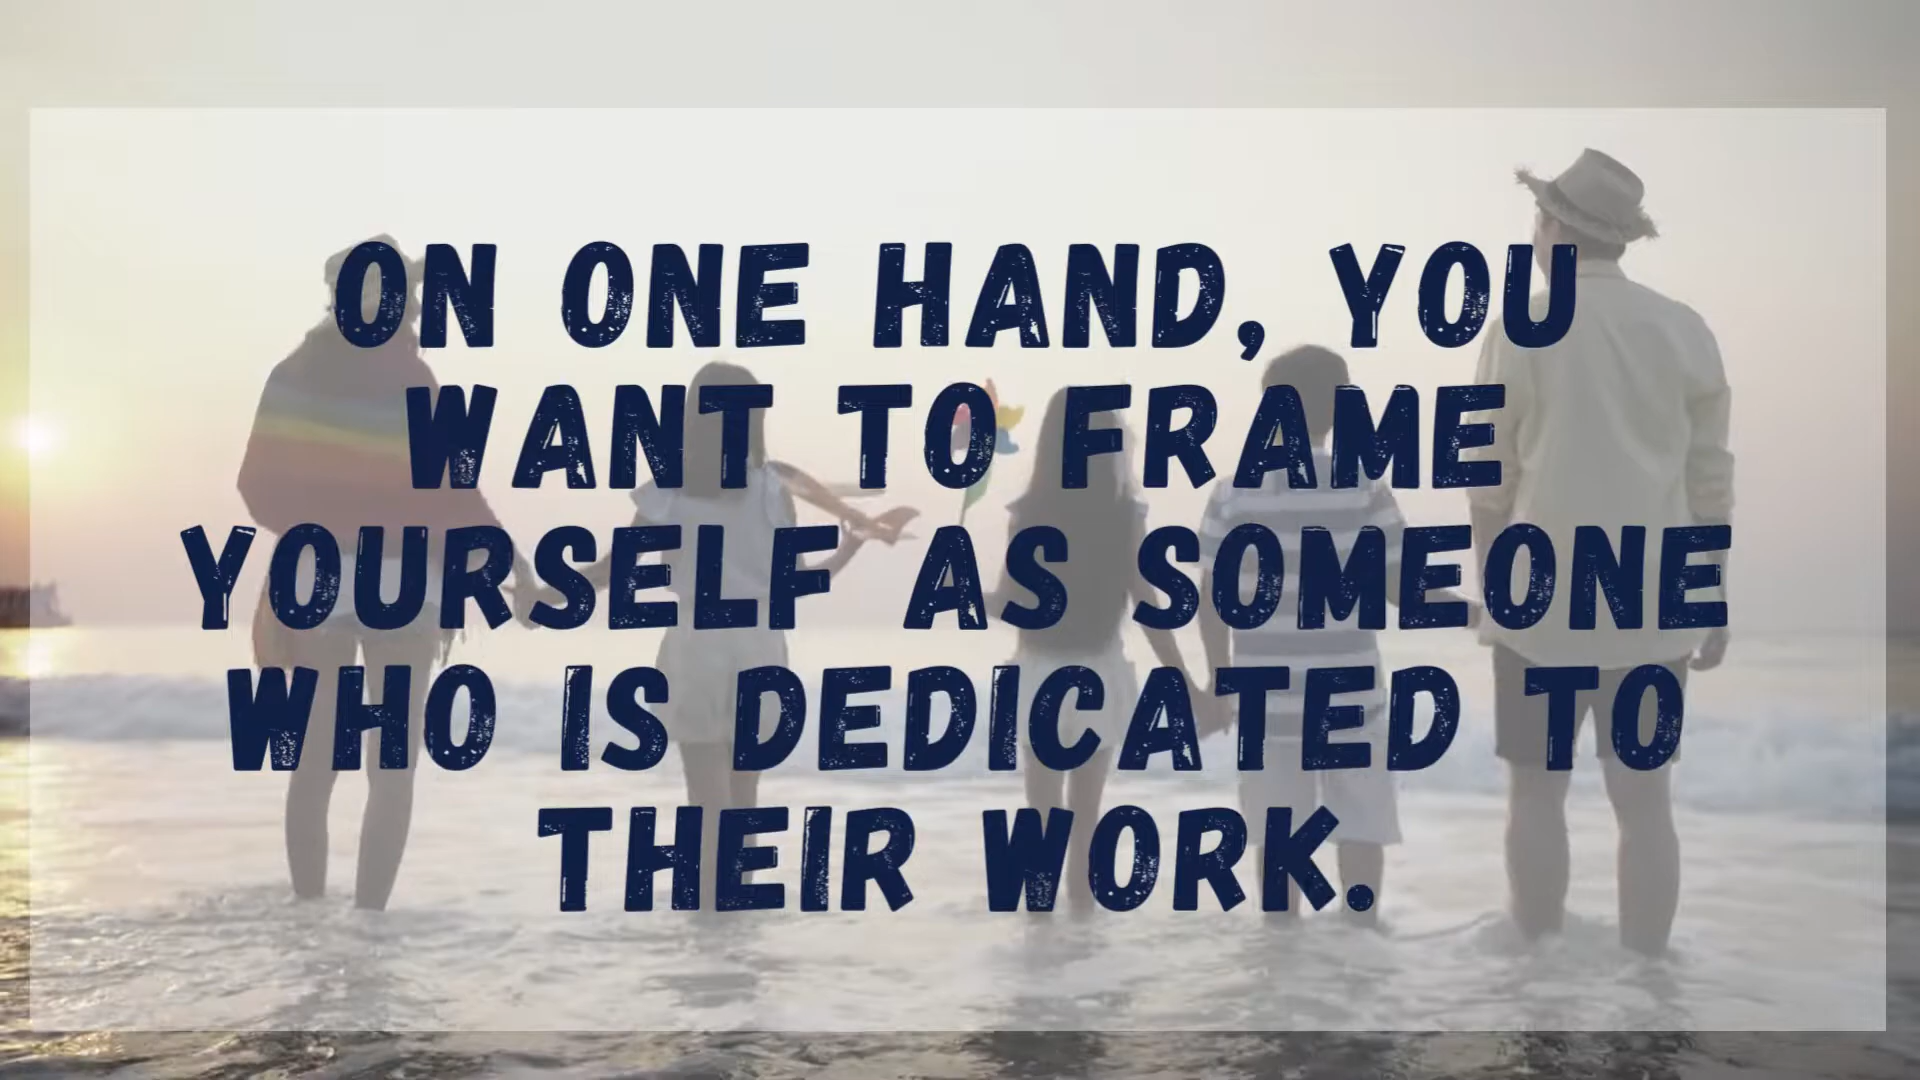 ON ONE HAND, YOU
WANT TO FRAME
YOURSELF AS SOMEONE
WHO IS DEDICATED TO
THEIR WORK.